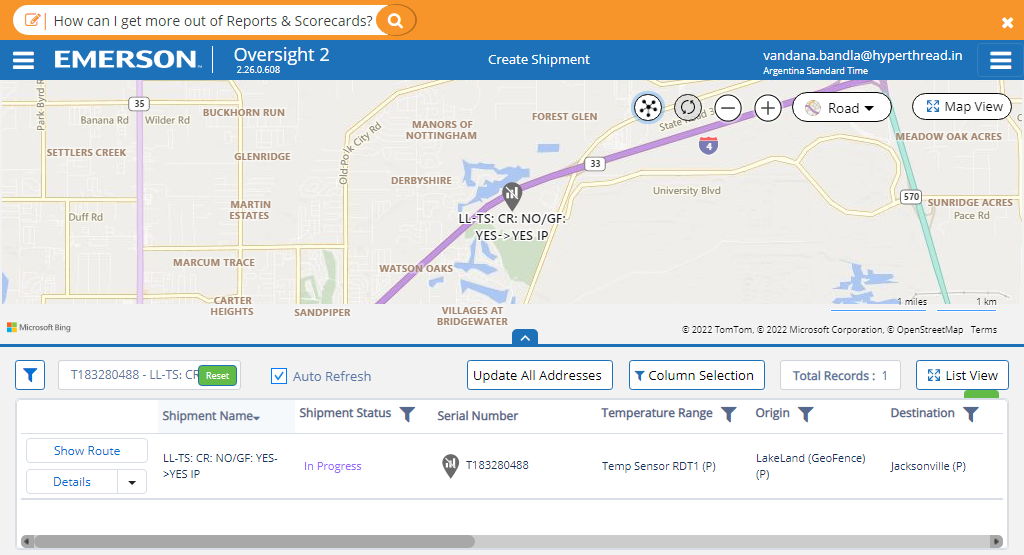 How can I get more out of Reports & Scorecards?
EMERSON
Oversight 2
2.26.0.608
Create Shipment
vandana.bandla@hyperthread.in
Argentina Standard Time
Park Byrd R
35
Banana Rd
Wilder Rd
BUCKHORN RUN
SETTLERS CREEK
GLENRIDGE
Old Polk City Rd
MANORS OF
NOTTINGHAM
FOREST GLEN
State Road 3
Road
Map View
4
MEADOW OAK ACRES
33
DERBYSHIRE
University Blvd
570
SUNRIDGE ACRES
Pace Rd
MARTIN
ESTATES
Duff Rd
LL-TS: CR: NO/GF:
YES->YES IP
MARCUM TRACE
WATSON OAKS
CARTER
HEIGHTS
SANDPIPER
VILLAGES AT
BRIDGEWATER
1 miles
1 km
Microsoft Bing
© 2022 TomTom, © 2022 Microsoft Corporation, © OpenStreetMap Terms
T183280488 - LL-TS: CR
Reset
Auto Refresh
Update All Addresses
Column Selection
Total Records : 1
List View
Shipment Name
Shipment Status
Serial Number
Temperature Range
Origin
Destination
Show Route
Details
LL-TS: CR: NO/GF: YES-
>YES IP
In Progress
T183280488
Temp Sensor RDT1 (P)
LakeLand (GeoFence)
(P)
Jacksonville (P)